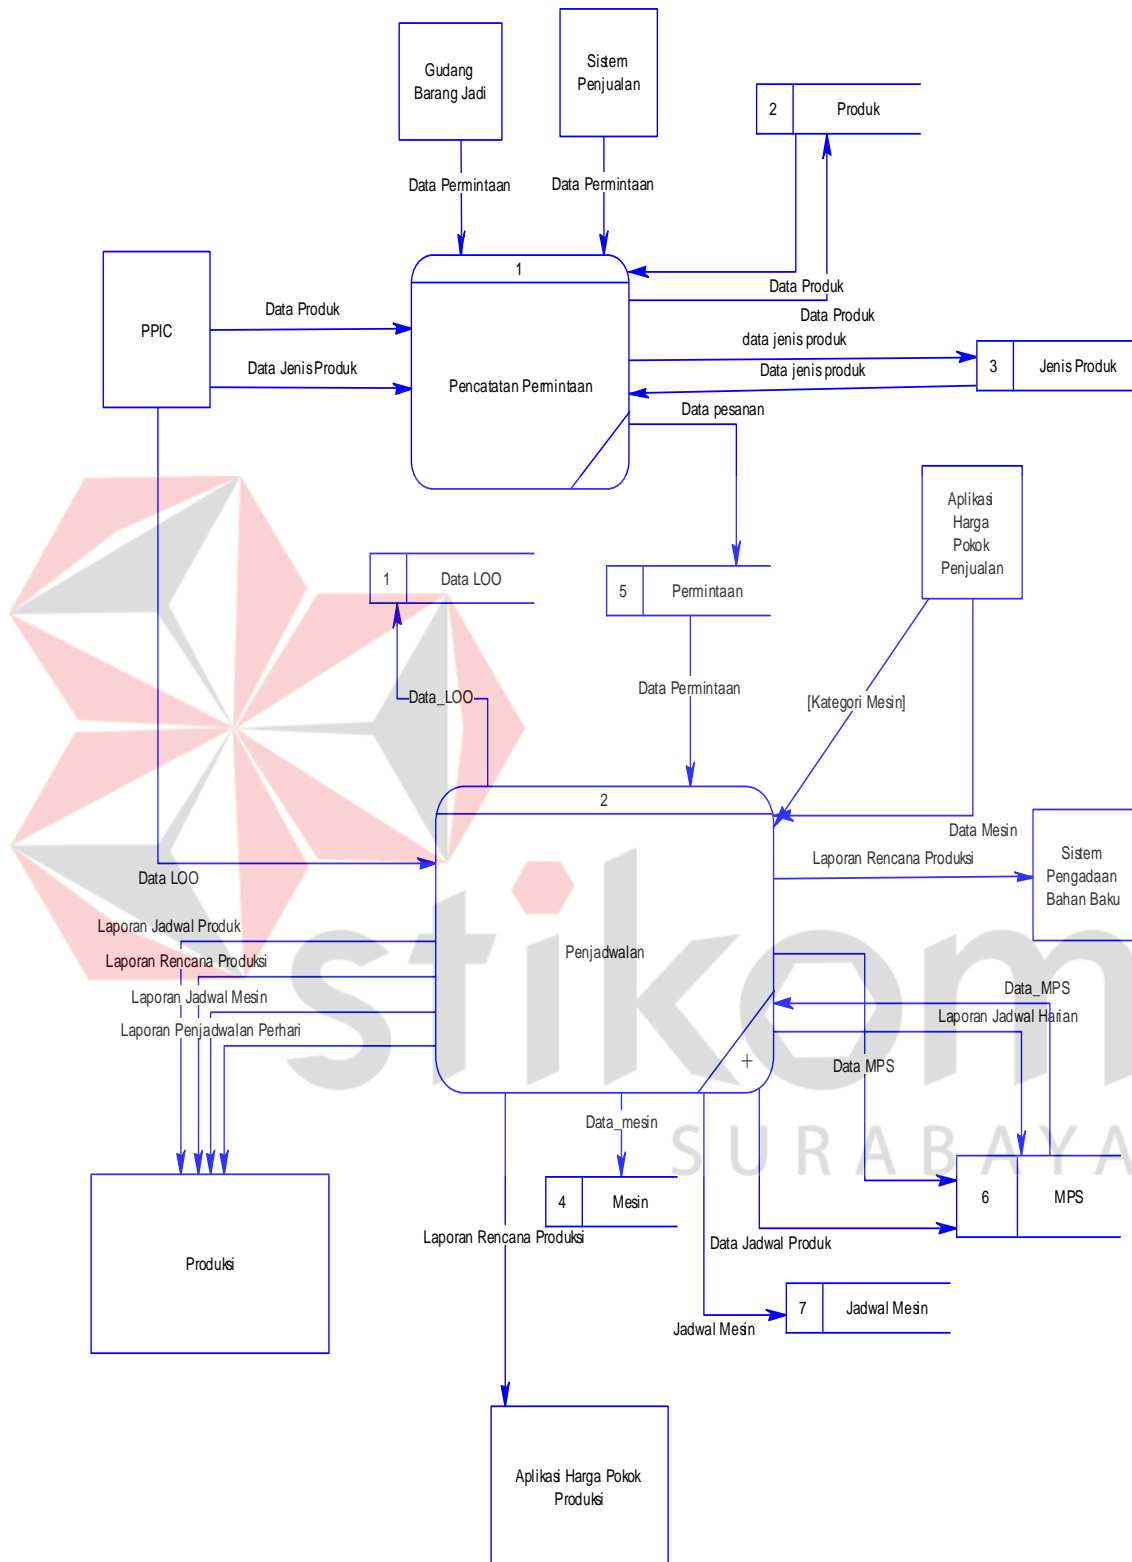 Gudang
Barang Jadi
Sistem
Penjualan
2
Produk
Data Permintaan
Data Permintaan
1
Data Produk
Data Produk
PPIC
Data Produk
data jenis produk
Data Jenis Produk
Data jenis produk
3
Jenis Produk
Pencatatan Permintaan
Data pesanan
Aplikasi
Harga
Pokok
Penjualan
1
Data LOO
5
Permintaan
Data_LOO
Data Permintaan
[Kategori Mesin]
2
Data Mesin
Laporan Rencana Produksi
Sistem
Pengadaan
Bahan Baku
Data LOO
Laporan Jadwal Produk
Laporan Rencana Produksi
Laporan Jadwal Mesin
Laporan Penjadwalan Perhari
Penjadwalan
stikom
SURABAYA
Data_MPS
Laporan Jadwal Harian
Data MPS
+
Data_mesin
4
Mesin
6
MPS
Laporan Rencana Produksi
Data Jadwal Produk
Produksi
7
Jadwal Mesin
Jadwal Mesin
Aplikasi Harga Pokok
Produksi